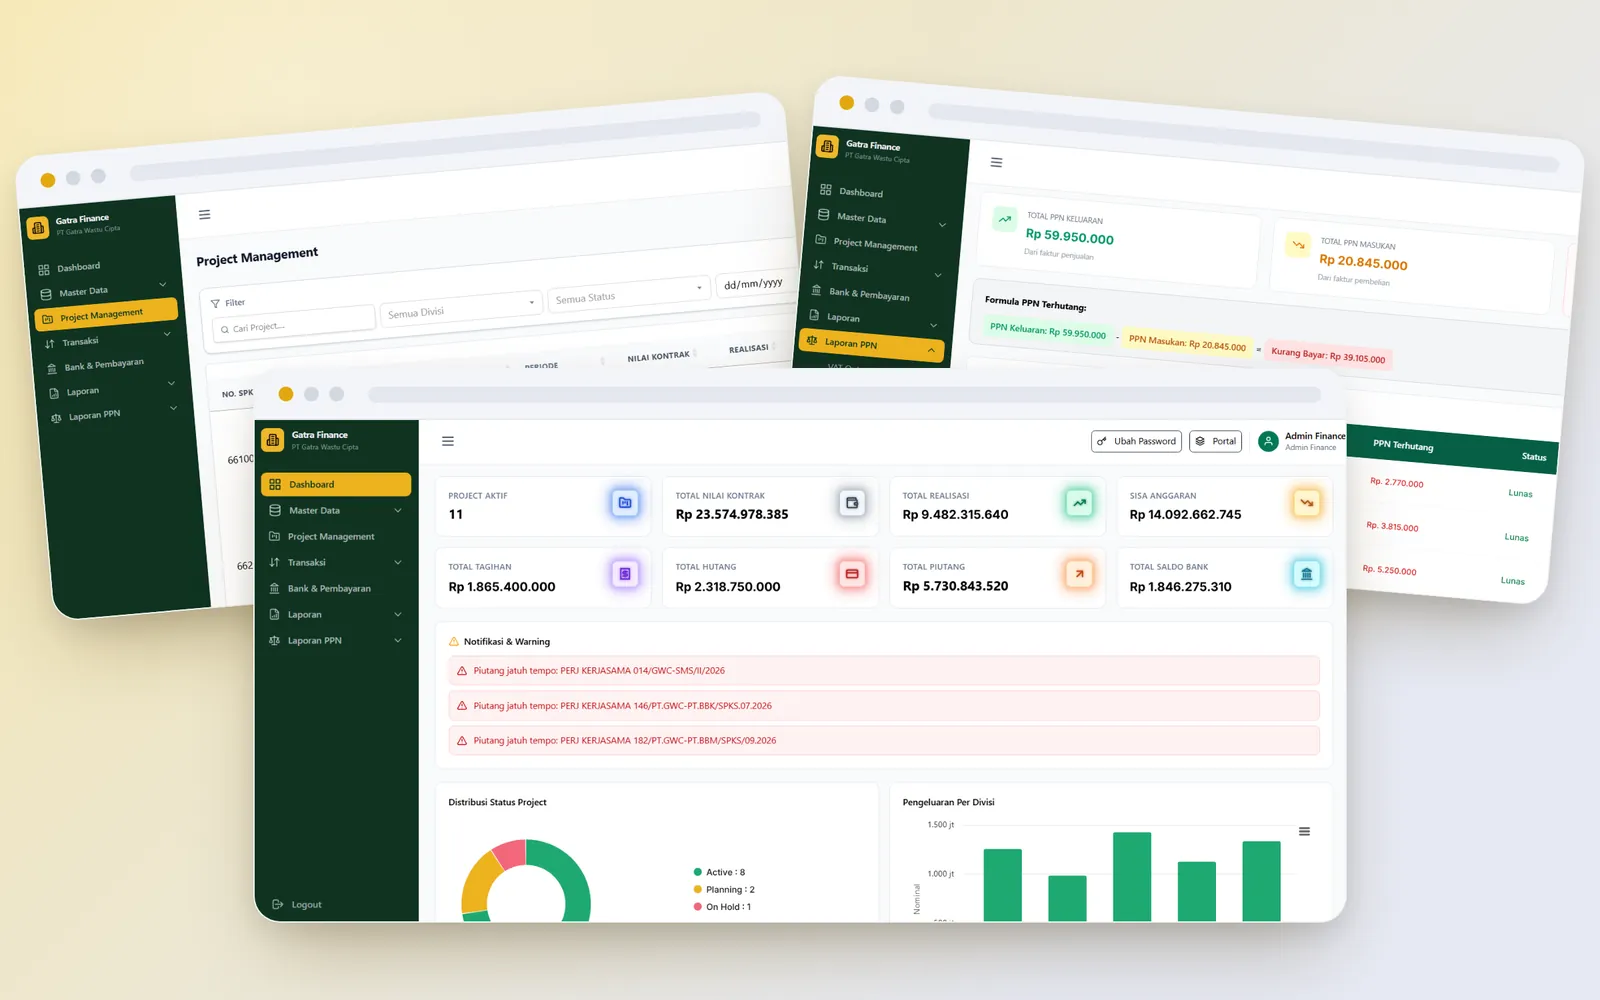 Gatra Finance
PT Gatra Wastu Cipta
Dashboard
Master Data
Project Management
Transaksi
Bank & Pembayaran
Laporan
Laporan PPN
Project Management
Filter
Cari Project....
Semua Divisi
Semua Status
dd/mm/yyyy
NO. SPK
PERIODE
NILAI KONTRAK
REALISASI
66100
662
Gatra Finance
PT Gatra Wastu Cipta
Dashboard
Master Data
Project Management
Transaksi
Bank & Pembayaran
Laporan
Laporan PPN
TOTAL PPN KELUARAN
Rp 59.950.000
Dari faktur penjualan
TOTAL PPN MASUKAN
Rp 20.845.000
Dari faktur pembelian
Formula PPN Terhutang:
PPN Keluaran: Rp 59.950.000 - PPN Masukan: Rp 20.845.000 = Kurang Bayar: Rp 39.105.000
PPN Terhutang Status
Rp. 2.770.000 Lunas
Rp. 3.815.000 Lunas
Rp. 5.250.000 Lunas
Gatra Finance
PT Gatra Wastu Cipta
Dashboard
Master Data
Project Management
Transaksi
Bank & Pembayaran
Laporan
Laporan PPN
Logout
Ubah Password
Portal
Admin Finance
Admin Finance
PROJECT AKTIF
11
TOTAL NILAI KONTRAK
Rp 23.574.978.385
TOTAL REALISASI
Rp 9.482.315.640
SISA ANGGARAN
Rp 14.092.662.745
TOTAL TAGIHAN
Rp 1.865.400.000
TOTAL HUTANG
Rp 2.318.750.000
TOTAL PIUTANG
Rp 5.730.843.520
TOTAL SALDO BANK
Rp 1.846.275.310
Notifikasi & Warning
Piutang jatuh tempo: PERJ KERJASAMA 014/GWC-SMS/II/2026
Piutang jatuh tempo: PERJ KERJASAMA 146/PT.GWC-PT.BBK/SPKS.07.2026
Piutang jatuh tempo: PERJ KERJASAMA 182/PT.GWC-PT.BBM/SPKS/09.2026
Distribusi Status Project
Active : 8
Planning : 2
On Hold : 1
Pengeluaran Per Divisi
1.500 jt
1.000 jt
Nominal